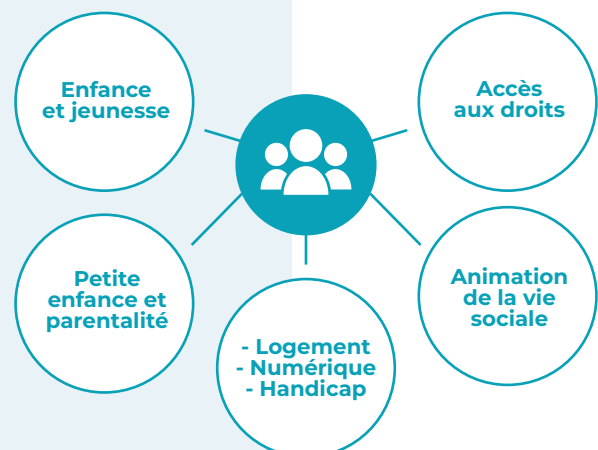 Enfance
et jeunesse
Accès
aux droits
Petite
enfance et
parentalité
Animation
de la vie
sociale
- Logement
- Numérique
- Handicap